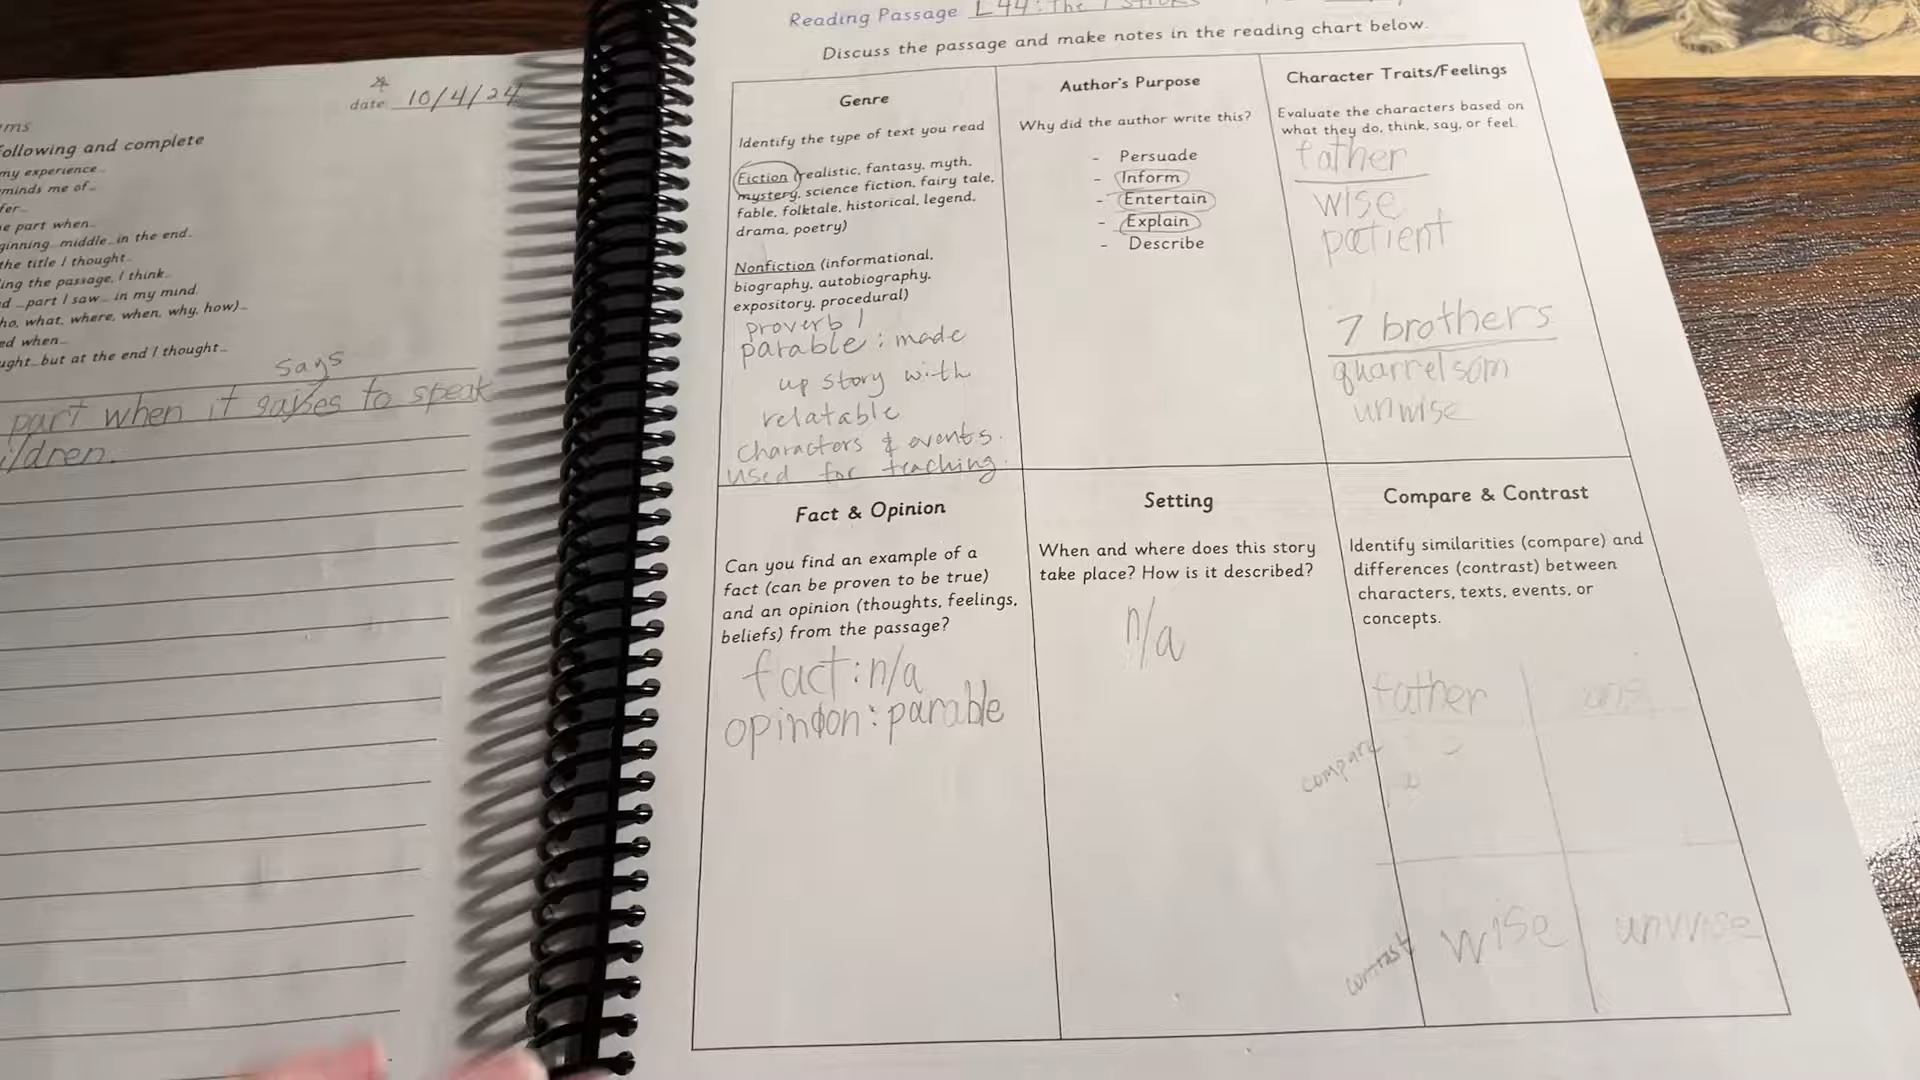 date 10/4/24
ems
following and complete
my experience...
minds me of...
fer...
e part when...
ginning...middle...in the end.
the title I thought...
ing the passage, I think...
d ...part I saw... in my mind.
ho, what, where, when, why, how)...
ed when...
ught...but at the end I thought...
says
part when it to speak
ildren.
Reading Passage L44: The 7 Sticks
Discuss the passage and make notes in the reading chart below.
Genre
Identify the type of text you read
Fiction (realistic, fantasy, myth,
mystery, science fiction, fairy tale,
fable, folktale, historical, legend,
drama, poetry)
Nonfiction (informational,
biography, autobiography,
expository, procedural)
proverb /
parable : made
up story with
relatable
charactors & events.
used for teaching.
Author's Purpose
Why did the author write this?
- Persuade
- Inform
- Entertain
- Explain
- Describe
Character Traits/Feelings
Evaluate the characters based on
what they do, think, say, or feel.
father
wise
patient
7 brothers
quarrelsom
unwise
Fact & Opinion
Can you find an example of a
fact (can be proven to be true)
and an opinion (thoughts, feelings,
beliefs) from the passage?
fact: n/a
opinion: parable
Setting
When and where does this story
take place? How is it described?
n/a
Compare & Contrast
Identify similarities (compare) and
differences (contrast) between
characters, texts, events, or
concepts.
father
compare
contrast
wise
unwise